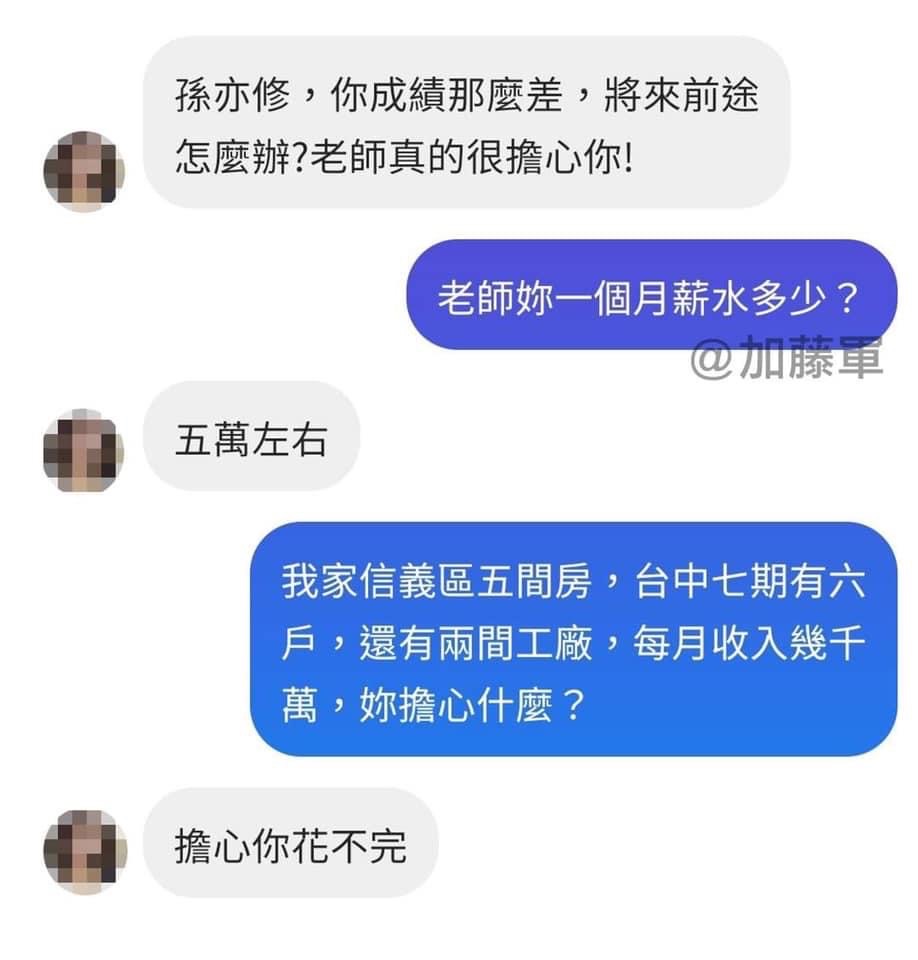 孫亦修，你成績那麼差，將來前途
怎麼辦?老師真的很擔心你!
老師妳一個月薪水多少？
@加藤軍
五萬左右
我家信義區五間房，台中七期有六
戶，還有兩間工廠，每月收入幾千
萬，妳擔心什麼？
擔心你花不完